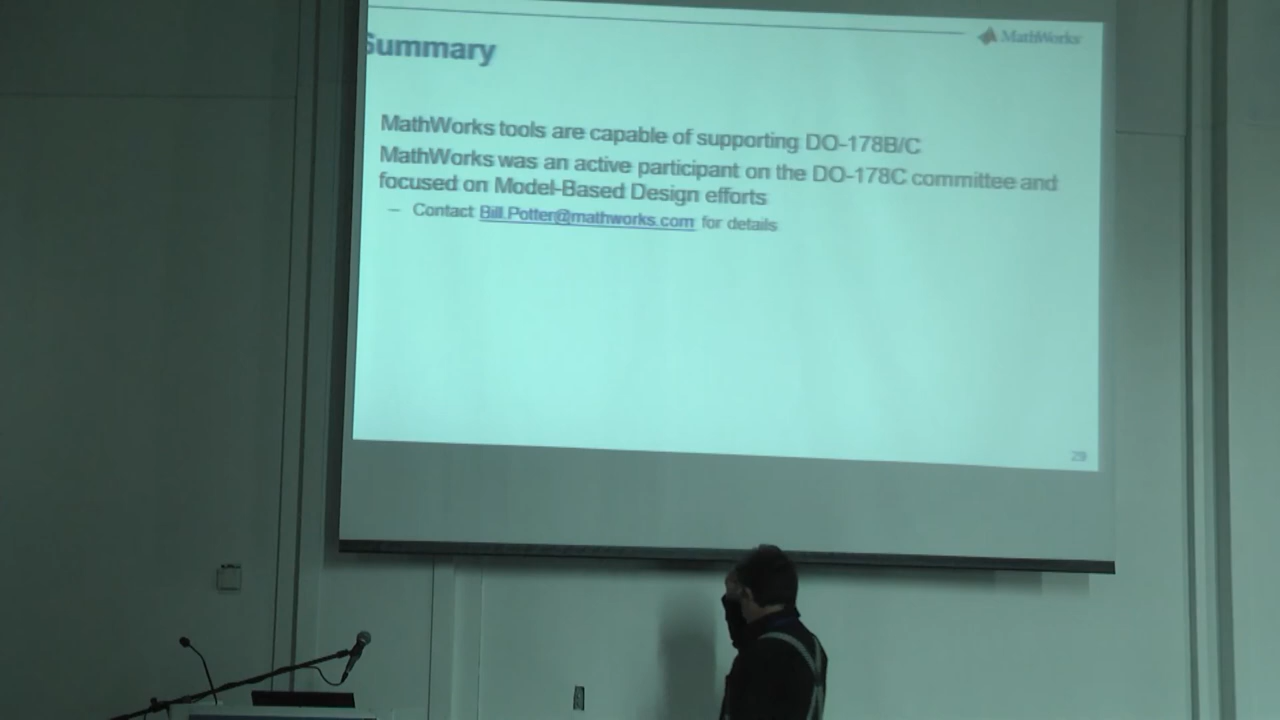 MathWorks
Summary
MathWorks tools are capable of supporting DO-178B/C
MathWorks was an active participant on the DO-178C committee and
focused on Model-Based Design efforts
– Contact Bill.Potter@mathworks.com for details
29